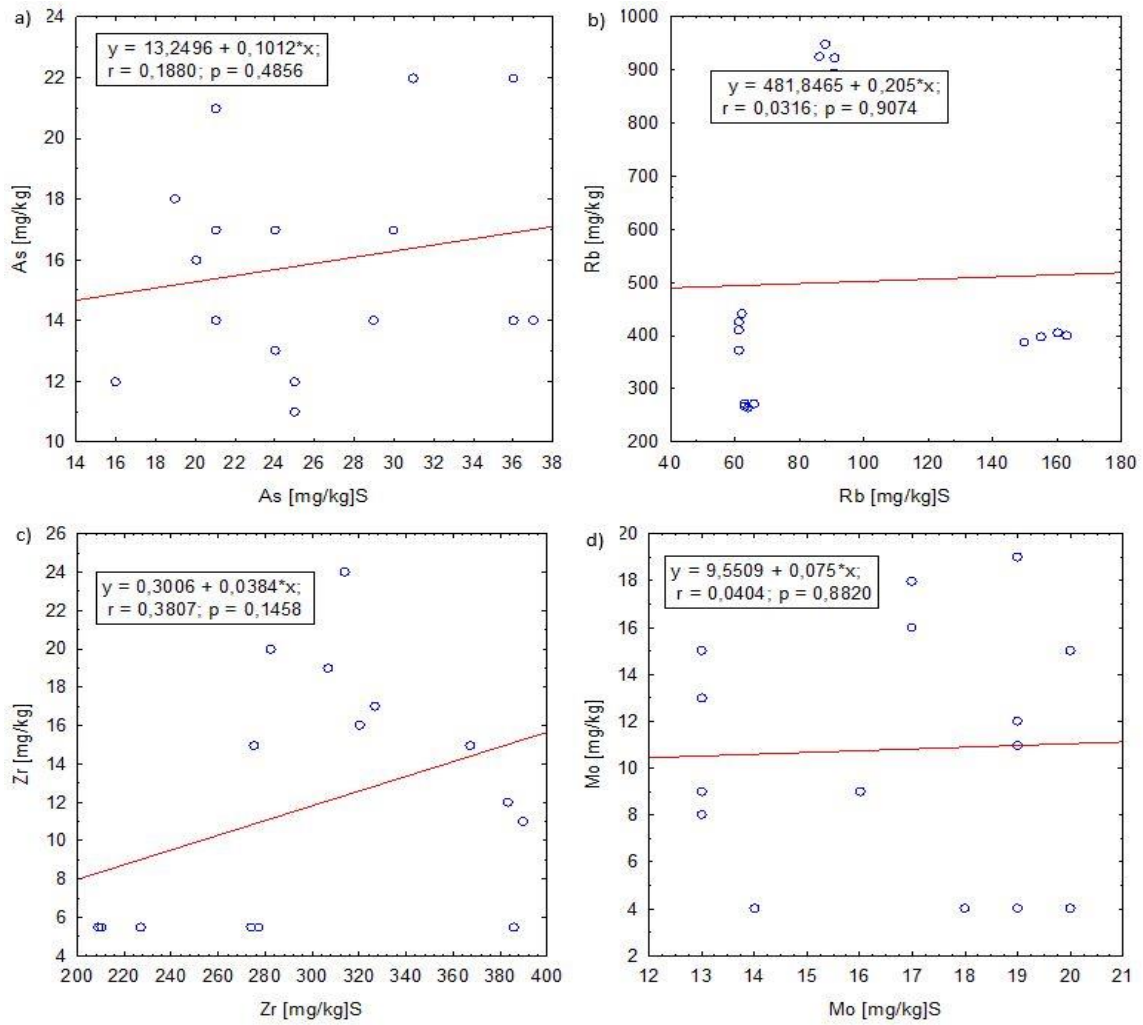 a)
y = 13,2496 + 0,1012*x;
r = 0,1880; p = 0,4856
As [mg/kg]
22
20
18
16
14
12
10
14 16 18 20 22 24 26 28 30 32 34 36 38
As [mg/kg]S
b)
y = 481,8465 + 0,205*x;
r = 0,0316; p = 0,9074
Rb [mg/kg]
1000
900
800
700
600
500
400
300
200
40 60 80 100 120 140 160 180
Rb [mg/kg]S
c)
y = 0,3006 + 0,0384*x;
r = 0,3807; p = 0,1458
Zr [mg/kg]
26
24
22
20
18
16
14
12
10
8
6
4
200 220 240 260 280 300 320 340 360 380 400
Zr [mg/kg]S
d)
y = 9,5509 + 0,075*x;
r = 0,0404; p = 0,8820
Mo [mg/kg]
20
18
16
14
12
10
8
6
4
2
12 13 14 15 16 17 18 19 20 21
Mo [mg/kg]S